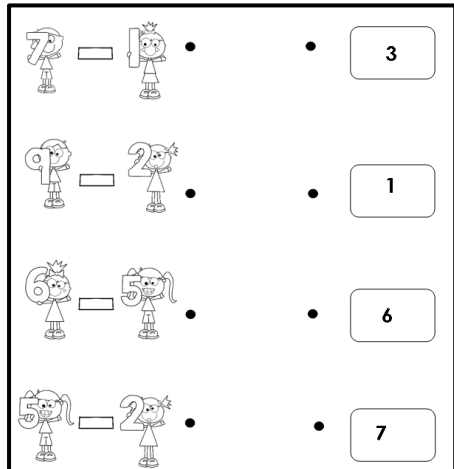 7 - 1 • • 3
9 - 2 • • 1
6 - 5 • • 6
5 - 2 • • 7